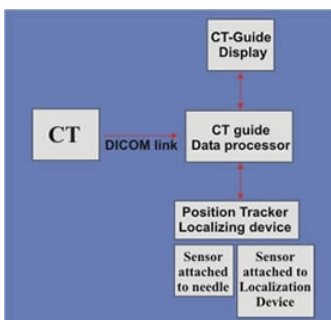 CT-Guide
Display
CT
DICOM link
CT guide
Data processor
Position Tracker
Localizing device
Sensor
attached
to needle
Sensor
attached to
Localization
Device